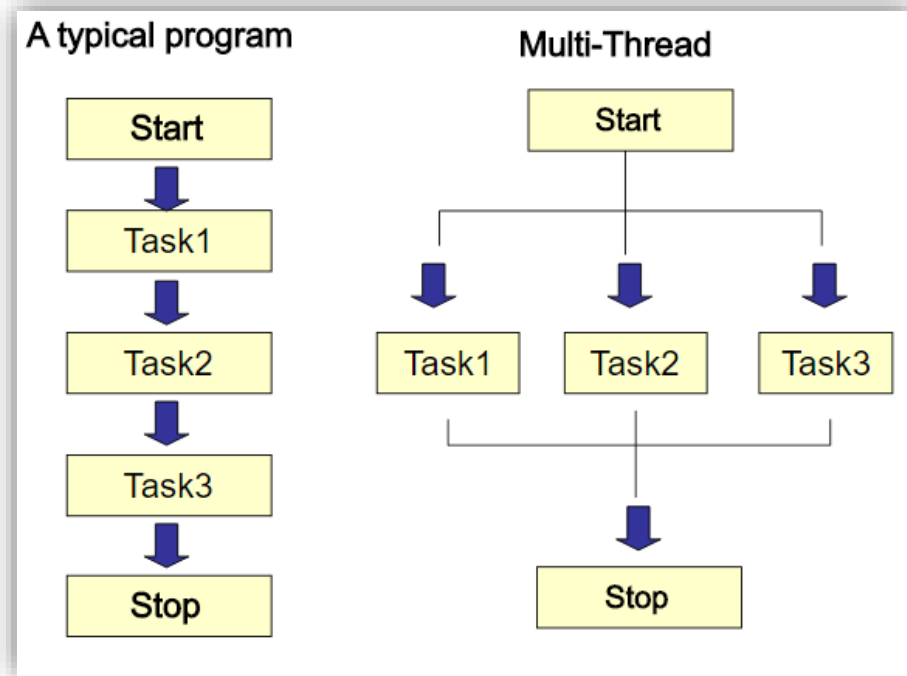 A typical program
Start
Task1
Task2
Task3
Stop
Multi-Thread
Start
Task1
Task2
Task3
Stop